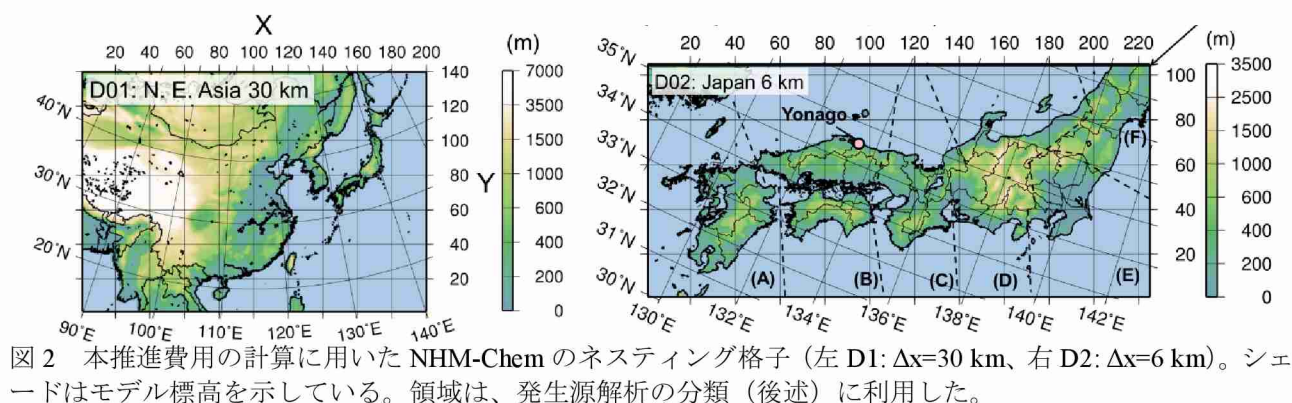 X
20 40 60 80 100 120 140 160 180 200
(m)
D01: N. E. Asia 30 km
40°N
30°N
20°N
140
120
100
80
60
40
20
Y
7000
3500
1500
1000
600
400
200
0
90°E 100°E 110°E 120°E 130°E 140°E
35°N
20 40 60 80 100 120 140 160 180 200 220
(m)
D02: Japan 6 km
34°N
33°N
32°N
31°N
30°N
Yonago
(A) (B) (C) (D) (E)
(F)
100
80
60
40
20
3500
2500
1500
1000
600
400
200
0
130°E 132°E 134°E 136°E 138°E 140°E 142°E
図 2 本推進費用の計算に用いた NHM-Chem のネスティング格子（左 D1: Δx=30 km、右 D2: Δx=6 km）。シェ
ードはモデル標高を示している。領域は、発生源解析の分類（後述）に利用した。